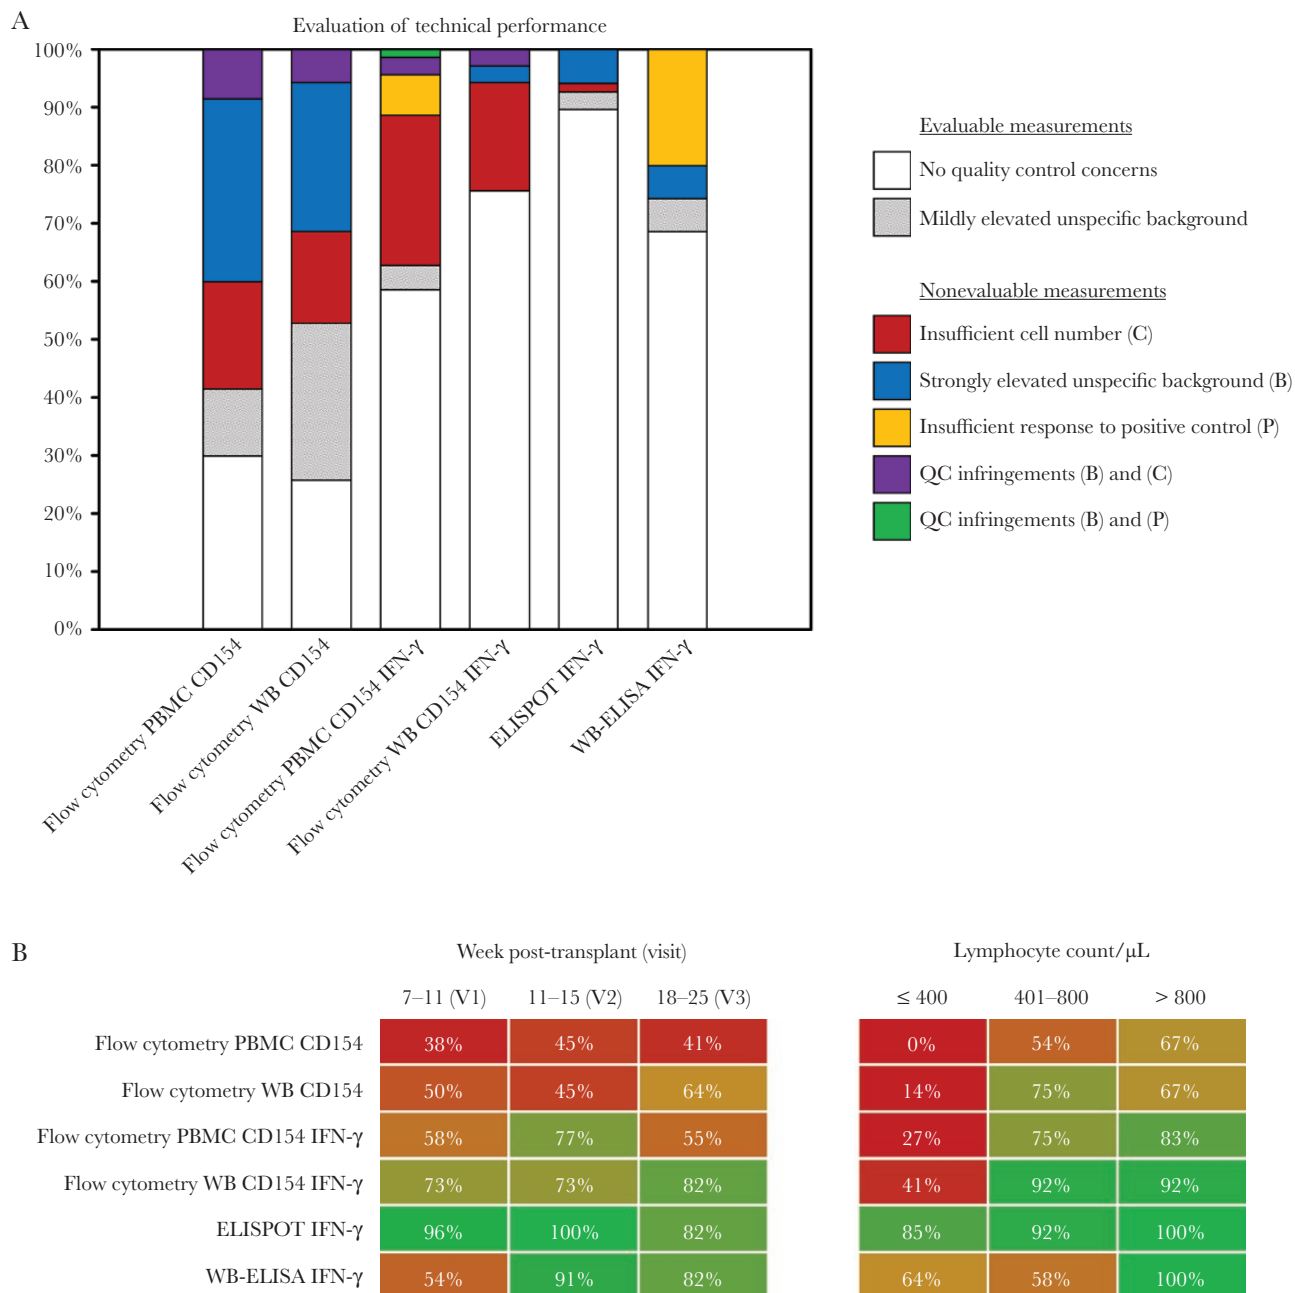 A
Evaluation of technical performance
100%
90%
80%
70%
60%
50%
40%
30%
20%
10%
0%
Flow cytometry PBMC CD154
Flow cytometry WB CD154
Flow cytometry PBMC CD154 IFN-γ
Flow cytometry WB CD154 IFN-γ
ELISPOT IFN-γ
WB-ELISA IFN-γ
Evaluable measurements
No quality control concerns
Mildly elevated unspecific background
Nonevaluable measurements
Insufficient cell number (C)
Strongly elevated unspecific background (B)
Insufficient response to positive control (P)
QC infringements (B) and (C)
QC infringements (B) and (P)
B
Week post-transplant (visit) Lymphocyte count/μL
7–11 (V1) 11–15 (V2) 18–25 (V3) ≤ 400 401–800 > 800
Flow cytometry PBMC CD154 38% 45% 41% 0% 54% 67%
Flow cytometry WB CD154 50% 45% 64% 14% 75% 67%
Flow cytometry PBMC CD154 IFN-γ 58% 77% 55% 27% 75% 83%
Flow cytometry WB CD154 IFN-γ 73% 73% 82% 41% 92% 92%
ELISPOT IFN-γ 96% 100% 82% 85% 92% 100%
WB-ELISA IFN-γ 54% 91% 82% 64% 58% 100%